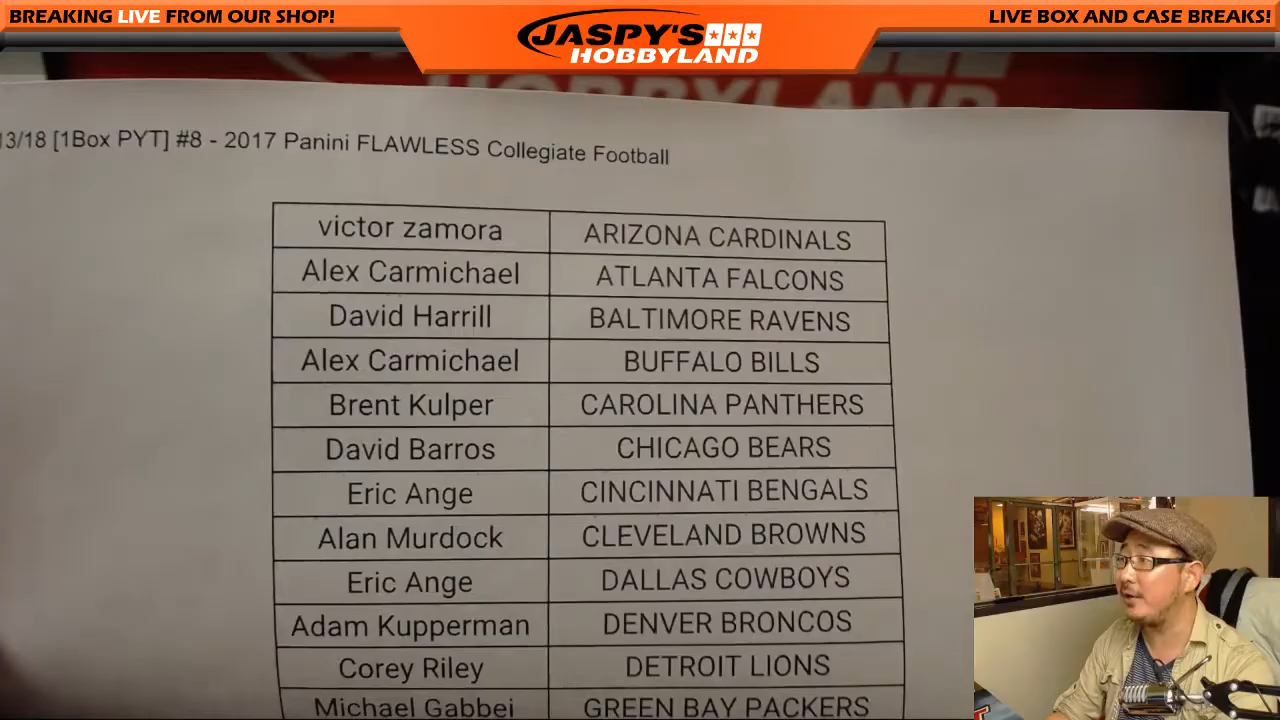 BREAKING LIVE FROM OUR SHOP!
JASPY'S
HOBBYLAND
LIVE BOX AND CASE BREAKS!
HOBBYLAND
13/18 [1Box PYT] #8 - 2017 Panini FLAWLESS Collegiate Football
victor zamora ARIZONA CARDINALS
Alex Carmichael ATLANTA FALCONS
David Harrill BALTIMORE RAVENS
Alex Carmichael BUFFALO BILLS
Brent Kulper CAROLINA PANTHERS
David Barros CHICAGO BEARS
Eric Ange CINCINNATI BENGALS
Alan Murdock CLEVELAND BROWNS
Eric Ange DALLAS COWBOYS
Adam Kupperman DENVER BRONCOS
Corey Riley DETROIT LIONS
Michael Gabbei GREEN BAY PACKERS